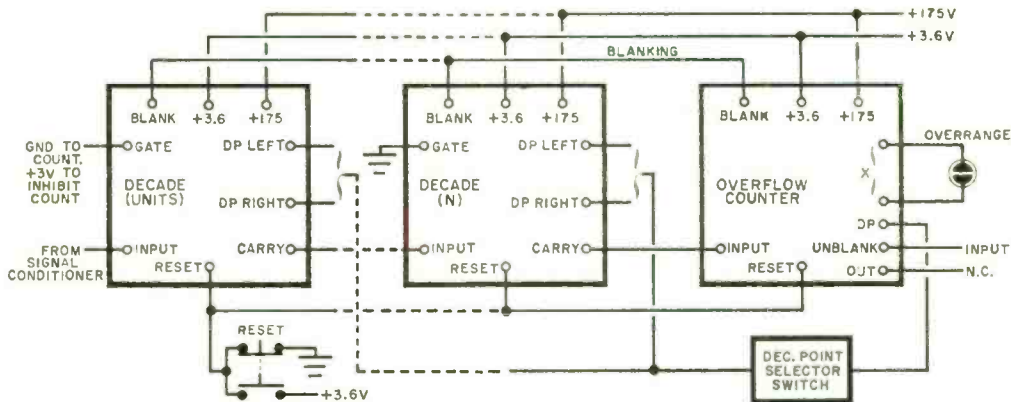 +175V
+3.6V
BLANKING
BLANK +3.6 +175
BLANK +3.6 +175
BLANK +3.6 +175
GND TO
COUNT,
+3V TO
INHIBIT
COUNT
GATE
DP LEFT
DECADE
(UNITS)
DP RIGHT
FROM
SIGNAL
CONDITIONER
INPUT
CARRY
RESET
GATE
DP LEFT
DECADE
(N)
DP RIGHT
INPUT
CARRY
RESET
OVERRANGE
X
OVERFLOW
COUNTER
DP
INPUT
UNBLANK
INPUT
RESET
OUT
N.C.
RESET
+3.6V
DEC. POINT
SELECTOR
SWITCH